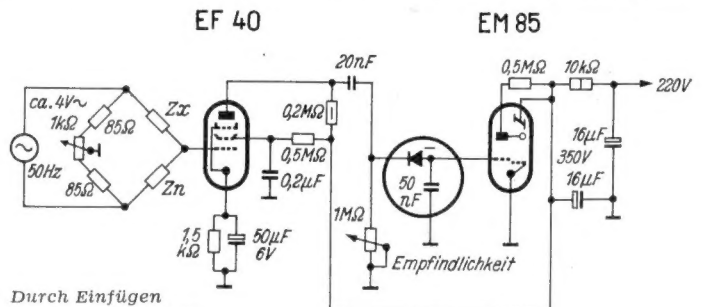 EF 40
EM 85
ca. 4V~
1kΩ
85Ω
Zx
50Hz
85Ω
Zn
20nF
0,2MΩ
0,5MΩ
0,2µF
1,5
kΩ
50µF
6V
1MΩ
Empfindlichkeit
50
nF
0,5MΩ
10kΩ
220V
16µF
350V
16µF
Durch Einfügen